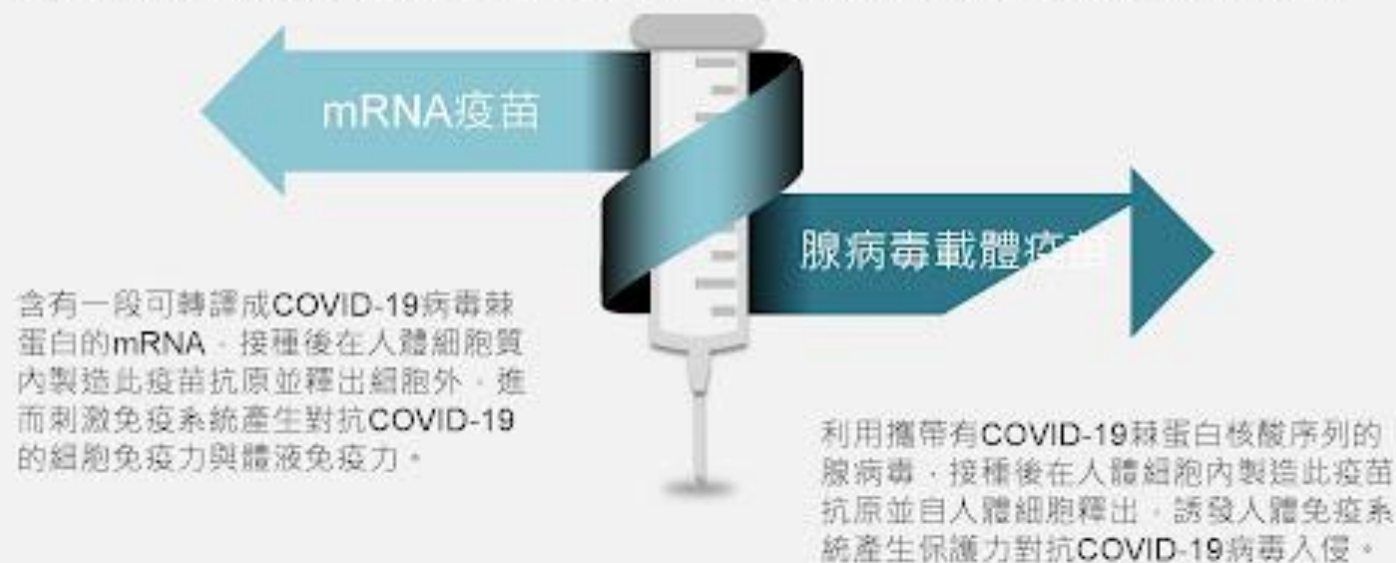 mRNA疫苗
腺病毒載體疫苗
含有一段可轉譯成COVID-19病毒棘
蛋白的mRNA，接種後在人體細胞質
內製造此疫苗抗原並釋出細胞外，進
而刺激免疫系統產生對抗COVID-19
的細胞免疫力與體液免疫力。
利用攜帶有COVID-19棘蛋白核酸序列的
腺病毒，接種後在人體細胞內製造此疫苗
抗原並自人體細胞釋出，誘發人體免疫系
統產生保護力對抗COVID-19病毒入侵。